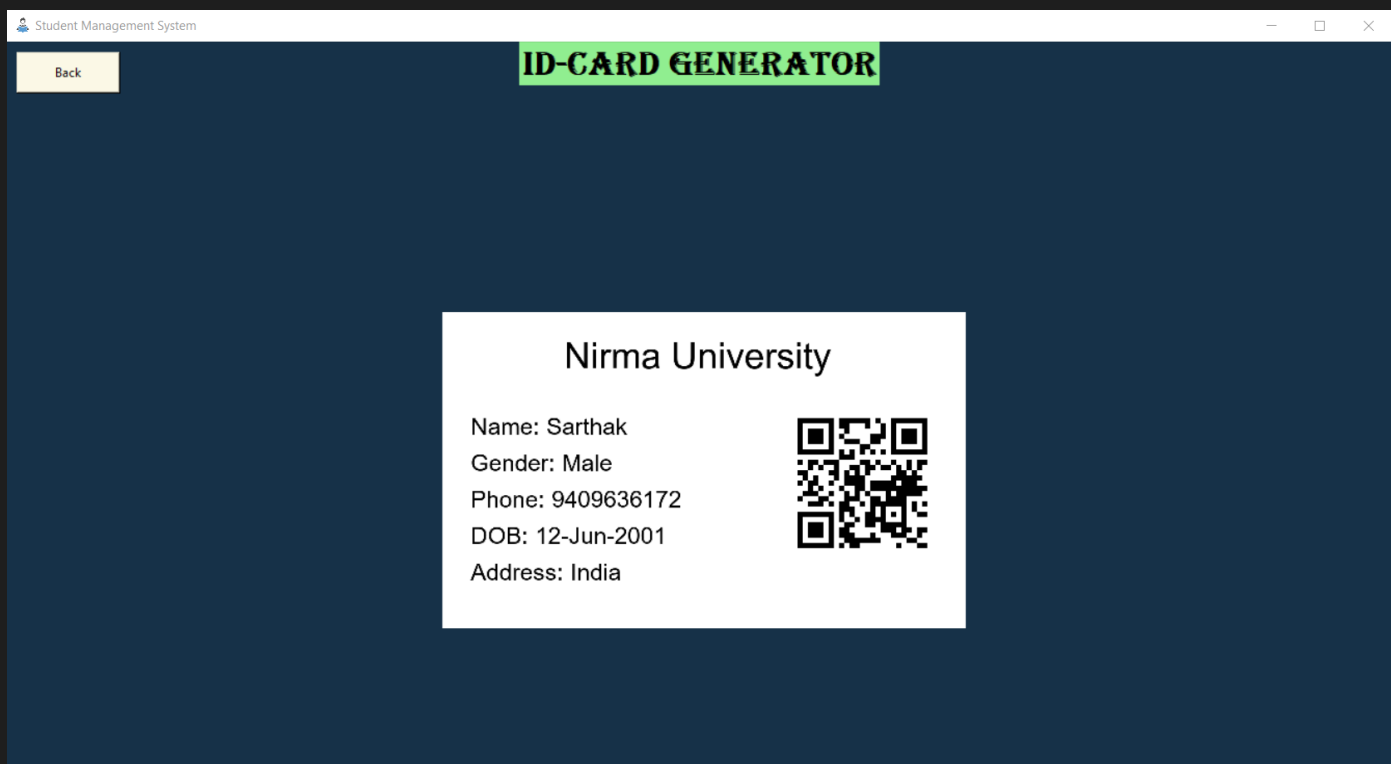 Student Management System
Back
ID-CARD GENERATOR
Nirma University
Name: Sarthak
Gender: Male
Phone: 9409636172
DOB: 12-Jun-2001
Address: India